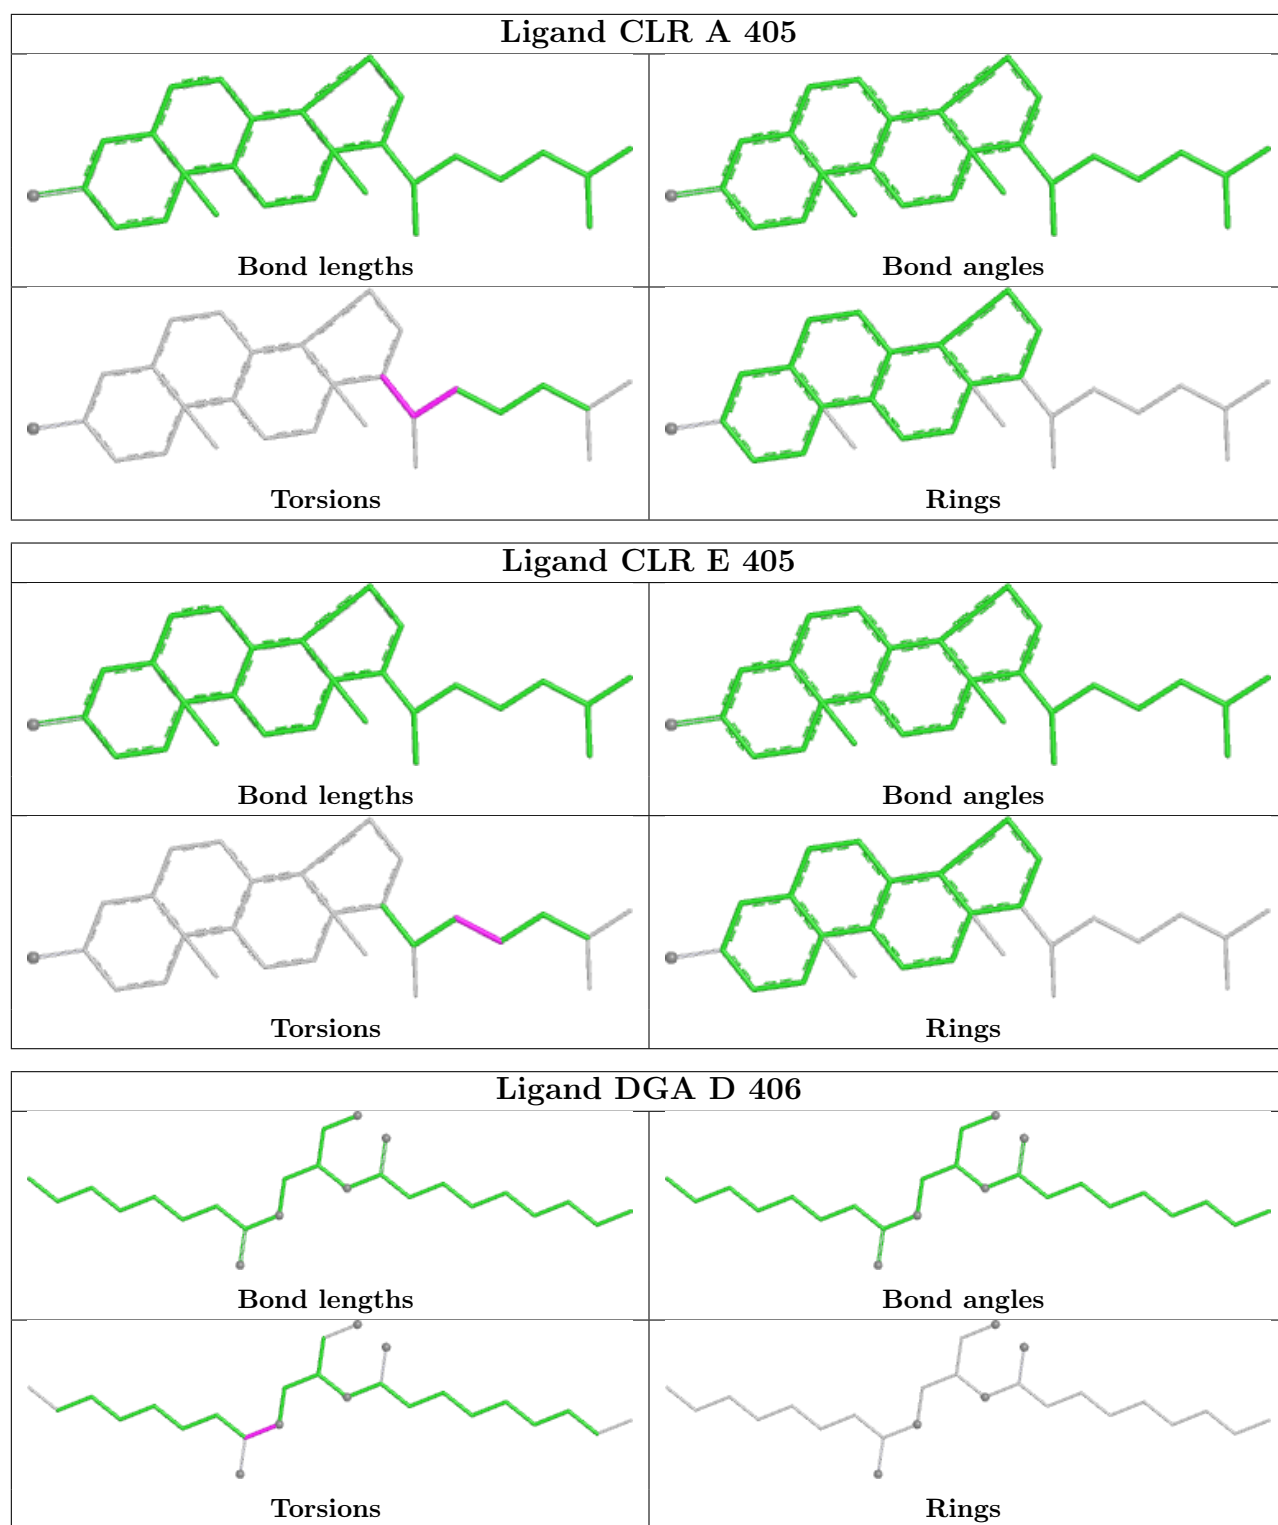 Ligand CLR A 405
Bond lengths
Bond angles
Torsions
Rings
Ligand CLR E 405
Bond lengths
Bond angles
Torsions
Rings
Ligand DGA D 406
Bond lengths
Bond angles
Torsions
Rings